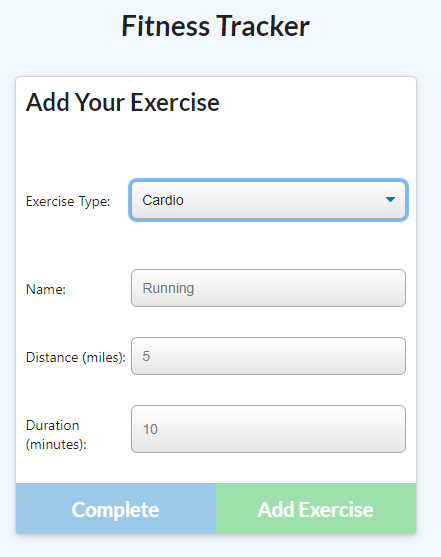 Fitness Tracker
Add Your Exercise
Exercise Type: Cardio
Name: Running
Distance (miles): 5
Duration
(minutes): 10
Complete Add Exercise